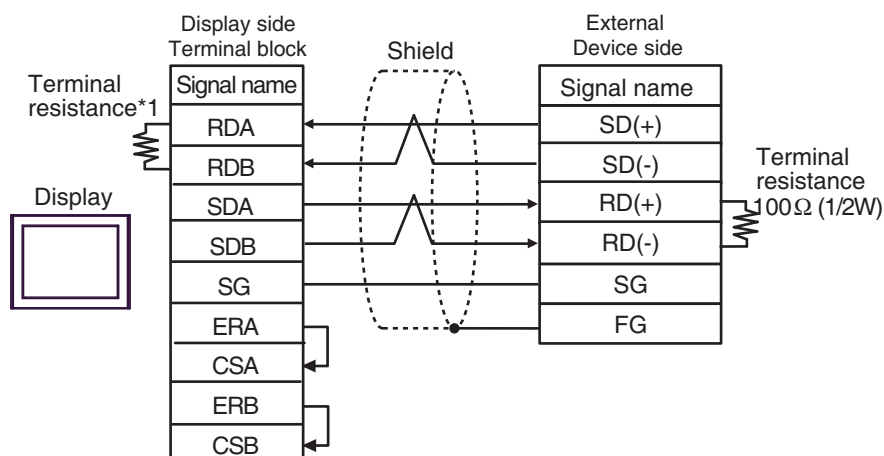 Display side
Terminal block
Shield
External
Device side
Terminal
resistance*1
Signal name
RDA
RDB
SDA
SDB
SG
ERA
CSA
ERB
CSB
Signal name
SD(+)
SD(-)
RD(+)
RD(-)
SG
FG
Terminal
resistance
100Ω (1/2W)
Display